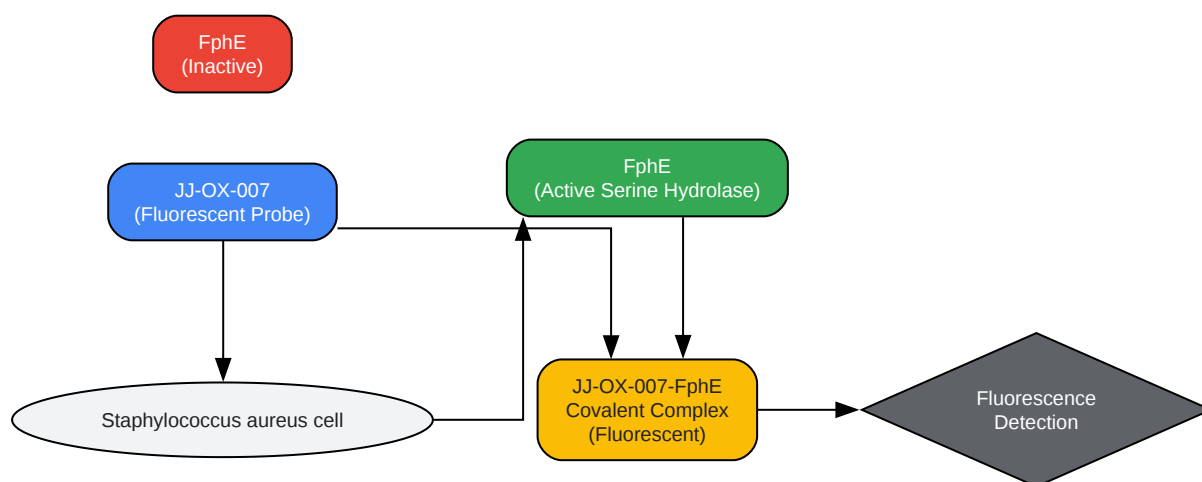 FphE
(Inactive)
JJ-OX-007
(Fluorescent Probe)
FphE
(Active Serine Hydrolase)
Staphylococcus aureus cell
JJ-OX-007-FphE
Covalent Complex
(Fluorescent)
Fluorescence
Detection